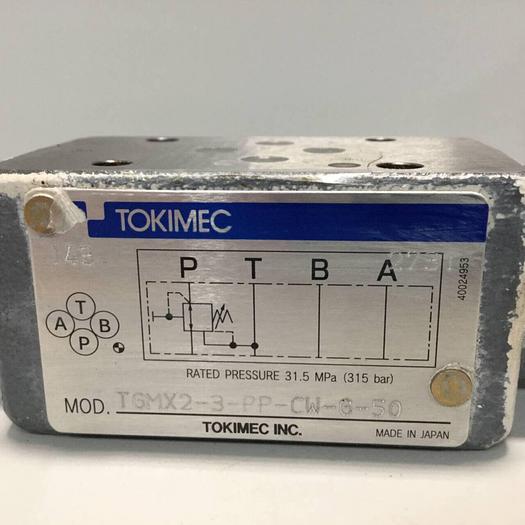 TOKIMEC
P T B A
40024953
T
A B
P
RATED PRESSURE 31.5 MPa (315 bar)
MOD. TGMX2-3-PP-CW-G-50
TOKIMEC INC.
MADE IN JAPAN